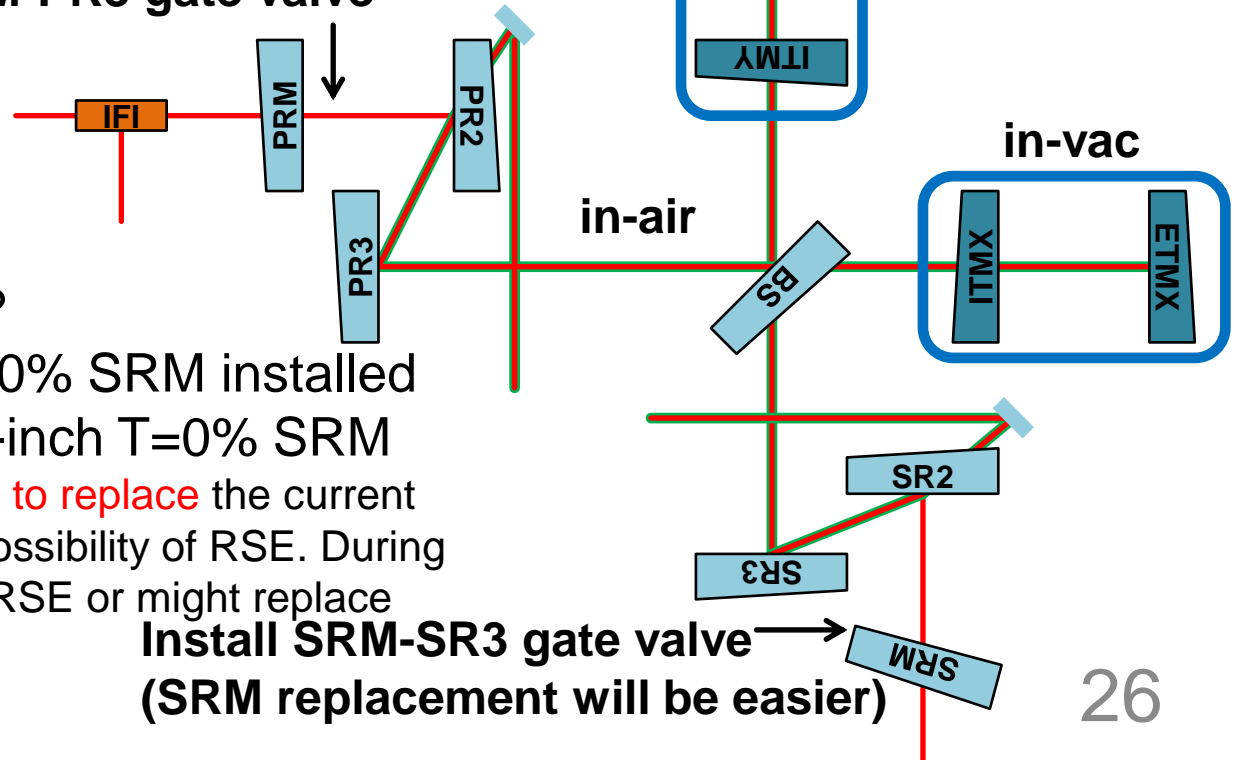 PR3 gate valve
ITMY
IFI
PRM
PR2
in-vac
in-air
PR3
BS
ITMX
ETMX
0% SRM installed
-inch T=0% SRM
to replace the current
ossibility of RSE. During
RSE or might replace
SR2
SR3
Install SRM-SR3 gate valve
(SRM replacement will be easier)
SRM
26